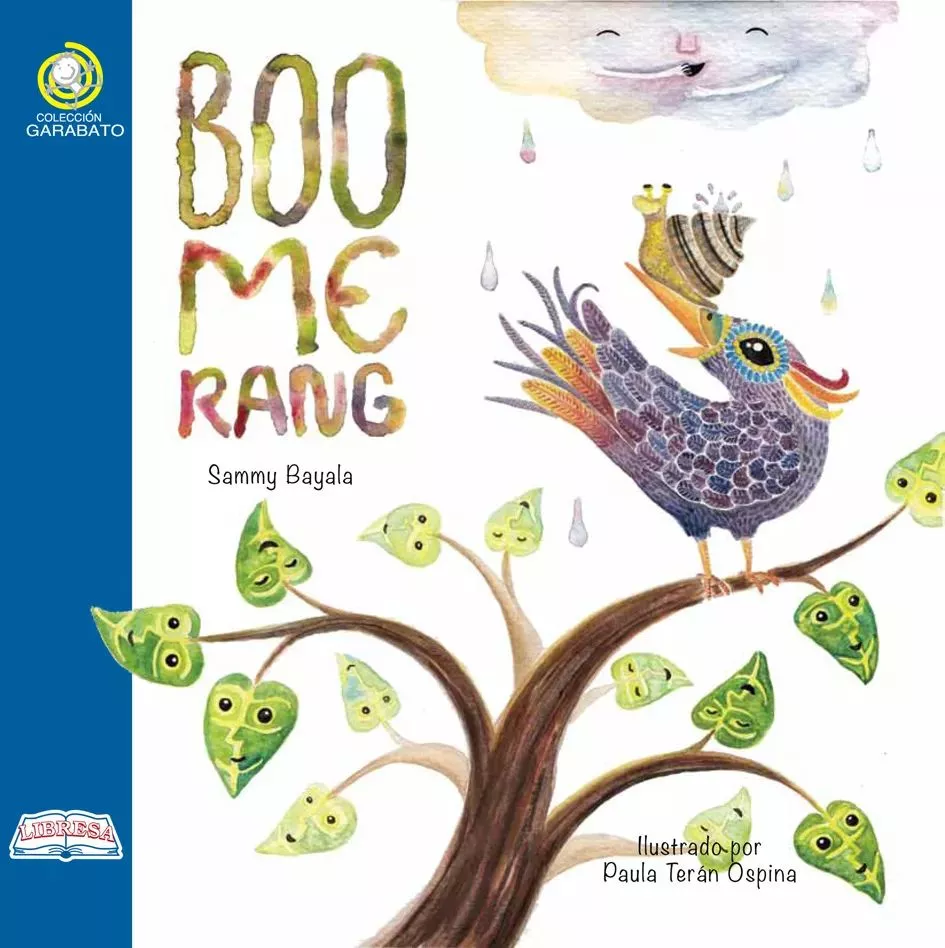 COLECCIÓN
GARABATO
BOO
ME
RANG
Sammy Bayala
LIBRESA
Ilustrado por
Paula Terán Ospina